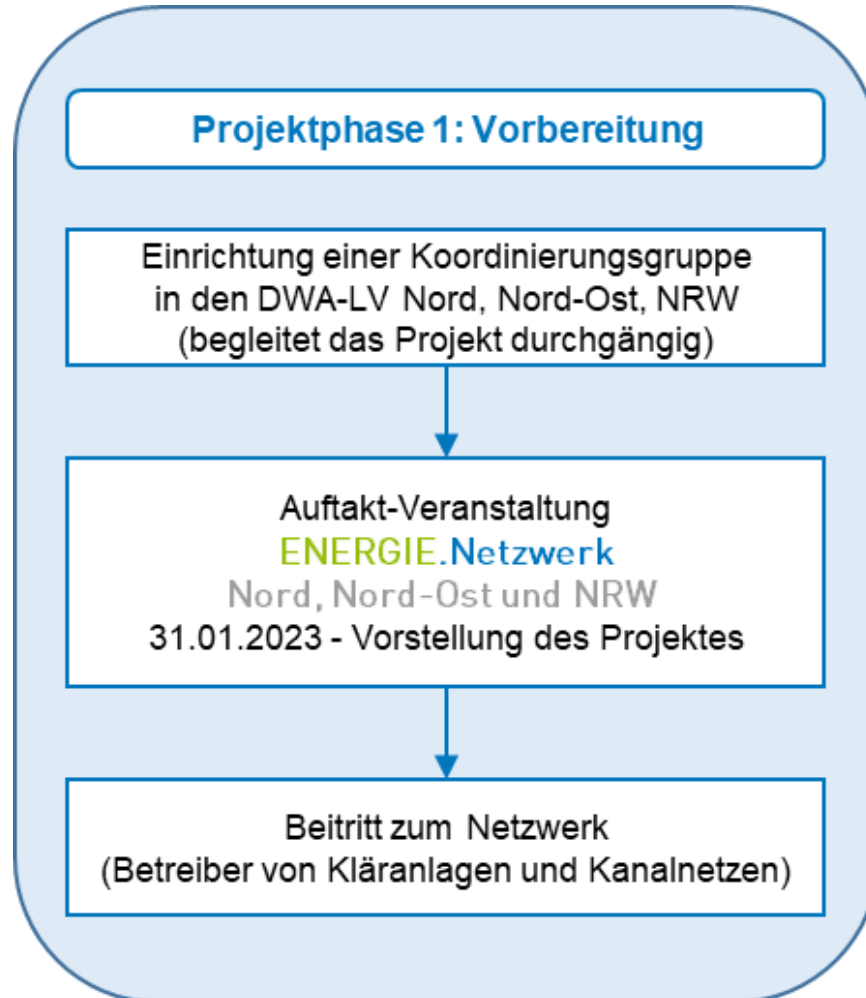 Projektphase 1: Vorbereitung
Einrichtung einer Koordinierungsgruppe
in den DWA-LV Nord, Nord-Ost, NRW
(begleitet das Projekt durchgängig)
Auftakt-Veranstaltung
ENERGIE.Netzwerk
Nord, Nord-Ost und NRW
31.01.2023 - Vorstellung des Projektes
Beitritt zum Netzwerk
(Betreiber von Kläranlagen und Kanalnetzen)